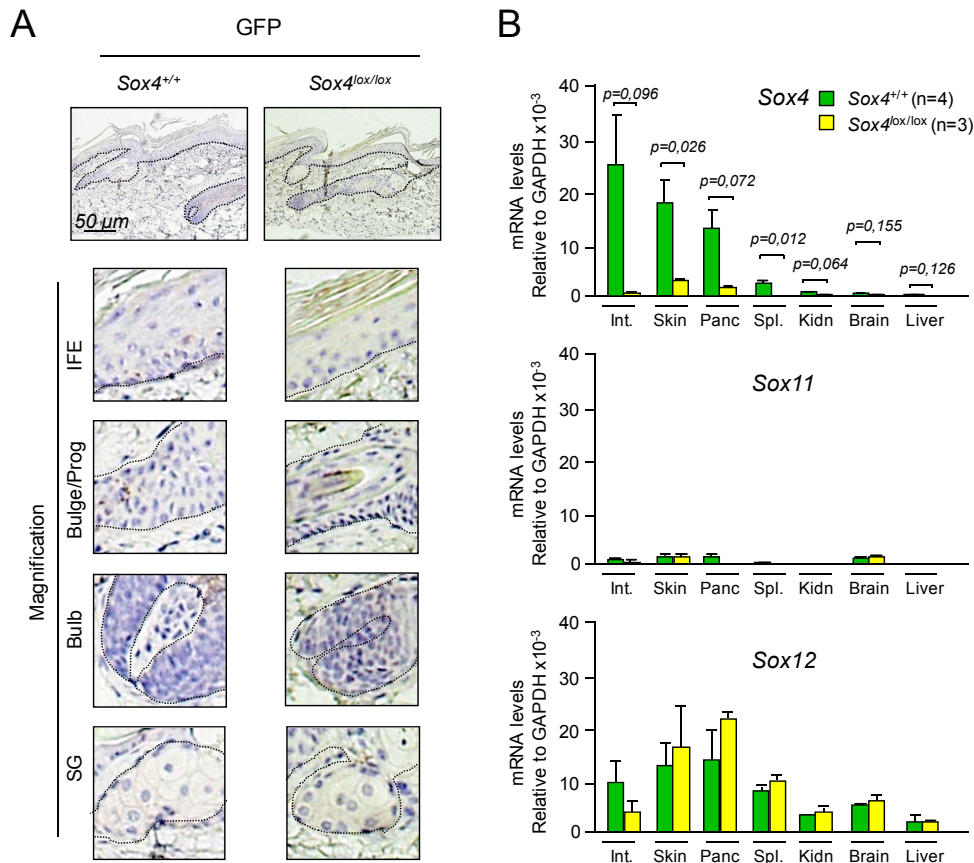 A
GFP
Sox4+/+
Sox4lox/lox
50 µm
Magnification
IFE
Bulge/Prog
Bulb
SG
B
mRNA levels
Relative to GAPDH x10-3
40
30
20
10
0
Sox4
Sox4+/+ (n=4)
Sox4lox/lox (n=3)
p=0,096
p=0,026
p=0,072
p=0,012
p=0,064
p=0,155
p=0,126
Int. Skin Panc Spl. Kidn Brain Liver
mRNA levels
Relative to GAPDH x10-3
40
30
20
10
0
Sox11
Int. Skin Panc Spl. Kidn Brain Liver
mRNA levels
Relative to GAPDH x10-3
40
30
20
10
0
Sox12
Int. Skin Panc Spl. Kidn Brain Liver